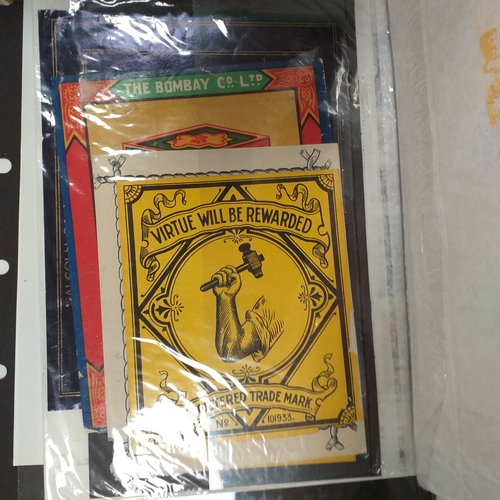 THE BOMBAY CO. LTD
VIRTUE WILL BE REWARDED
TRADE MARK
No 101933.